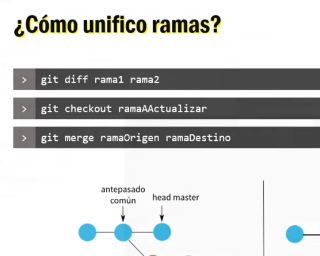 ¿Cómo unifico ramas?
> git diff rama1 rama2
> git checkout ramaAActualizar
> git merge ramaOrigen ramaDestino
antepasado
común
head master